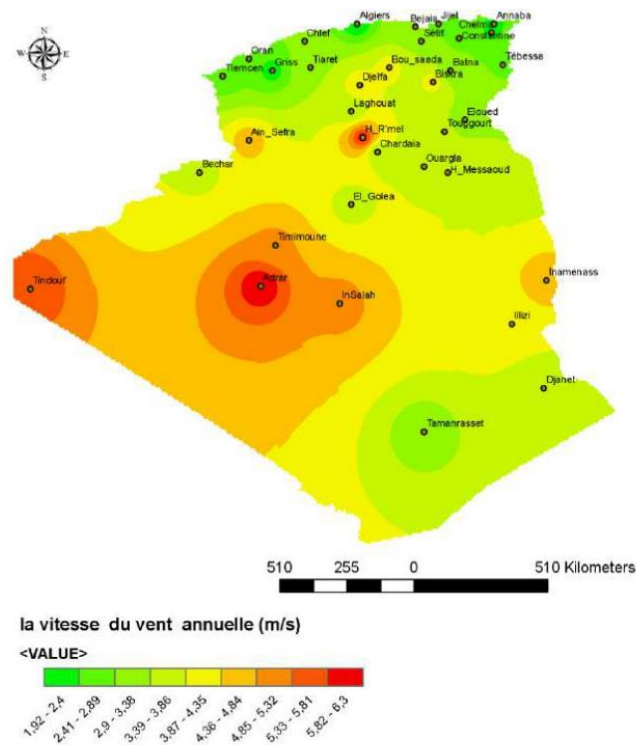 N
W
E
S
Algiers
Bejaia
Jijel
Annaba
Chlef
Setif
Constantine
Oran
Tlemcen
Griss
Tiaret
Bou_saada
Batna
Tebessa
Djelfa
Biskra
Laghouat
Eloued
Ain_Sefra
H_R'mel
Touggourt
Chardaia
Bechar
Ouargla
H_Messaoud
El_Golea
Timimoune
Tindouf
Adrar
InSalah
Inamenass
Illizi
Djanet
Tamanrasset
510 255 0 510 Kilometers
la vitesse du vent annuelle (m/s)
<VALUE>
1,92 - 2,4
2,41 - 2,89
2,9 - 3,38
3,39 - 3,86
3,87 - 4,35
4,36 - 4,84
4,85 - 5,32
5,33 - 5,81
5,82 - 6,3